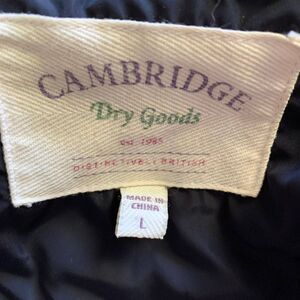 CAMBRIDGE
Dry Goods
EST. 1985
DISTINCTIVELY BRITISH
MADE IN
CHINA
L